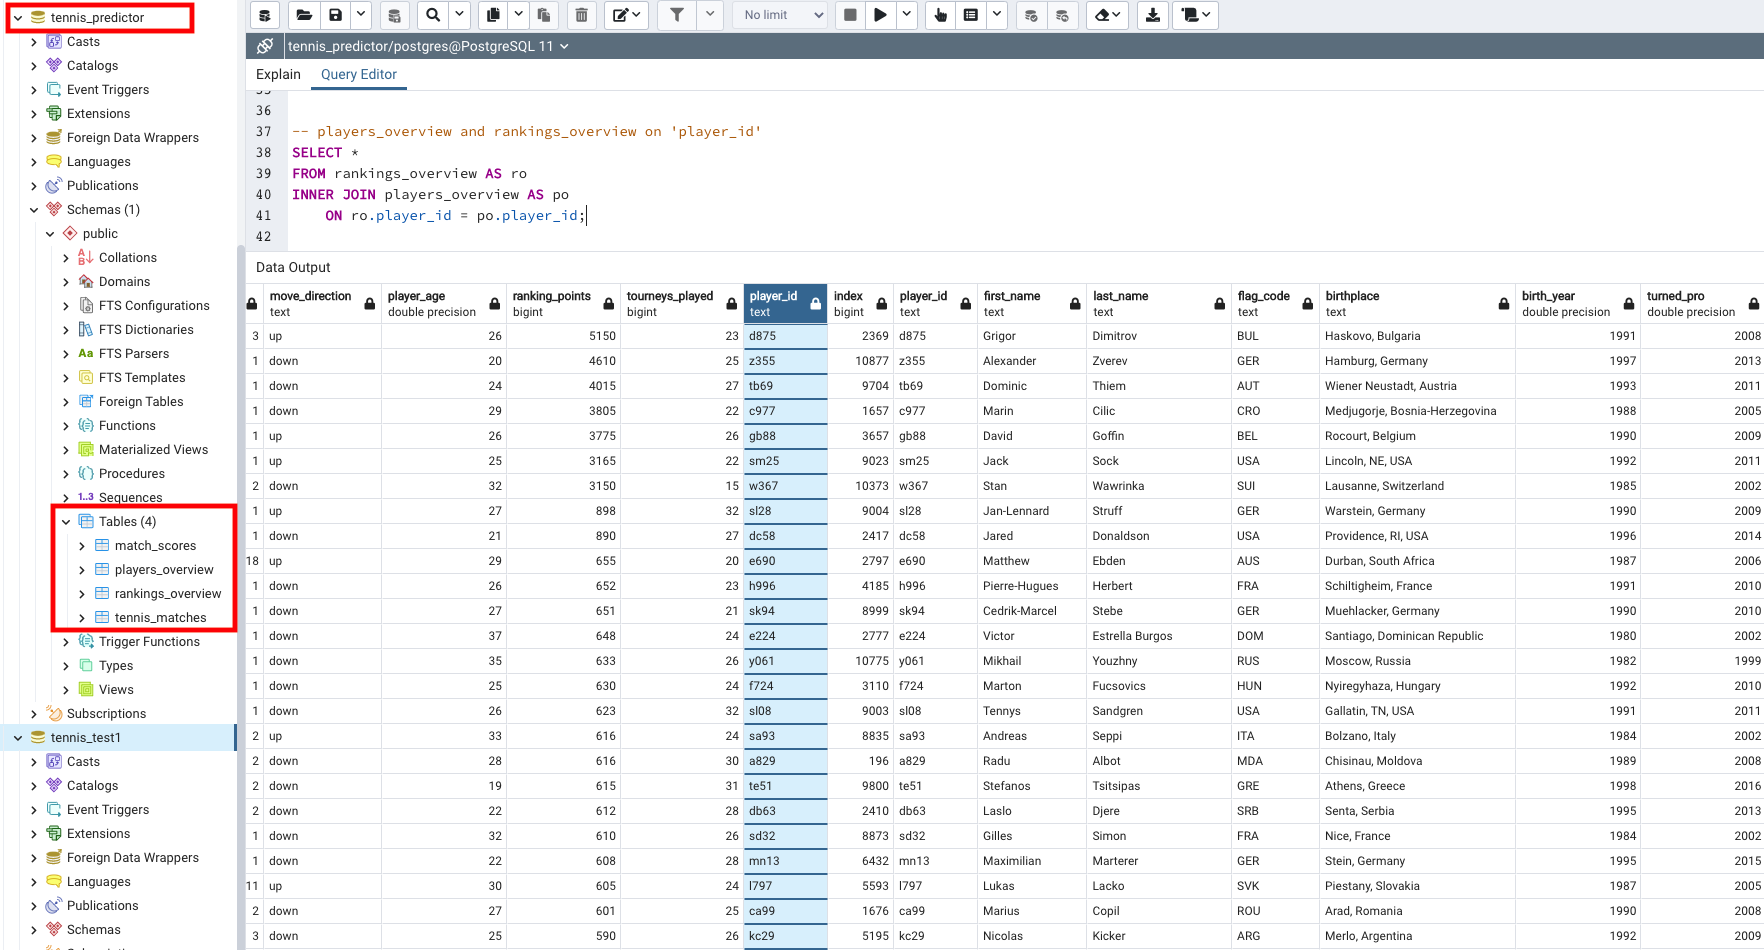 tennis_predictor
Casts
Catalogs
Event Triggers
Extensions
Foreign Data Wrappers
Languages
Publications
Schemas (1)
public
Collations
Domains
FTS Configurations
FTS Dictionaries
FTS Parsers
FTS Templates
Foreign Tables
Functions
Materialized Views
Procedures
Sequences
Tables (4)
match_scores
players_overview
rankings_overview
tennis_matches
Trigger Functions
Types
Views
Subscriptions
tennis_test1
Casts
Catalogs
Event Triggers
Extensions
Foreign Data Wrappers
Languages
Publications
Schemas
No limit
tennis_predictor/postgres@PostgreSQL 11
Explain Query Editor
35
36
37 -- players_overview and rankings_overview on 'player_id'
38 SELECT *
39 FROM rankings_overview AS ro
40 INNER JOIN players_overview AS po
41 ON ro.player_id = po.player_id;
42
Data Output
move_direction player_age ranking_points tourneys_played player_id index player_id first_name last_name flag_code birthplace birth_year turned_pro
text double precision bigint bigint text bigint text text text text text double precision double precision
3 up 26 5150 23 d875 2369 d875 Grigor Dimitrov BUL Haskovo, Bulgaria 1991 2008
1 down 20 4610 25 z355 10877 z355 Alexander Zverev GER Hamburg, Germany 1997 2013
1 down 24 4015 27 tb69 9704 tb69 Dominic Thiem AUT Wiener Neustadt, Austria 1993 2011
1 down 29 3805 22 c977 1657 c977 Marin Cilic CRO Medjugorje, Bosnia-Herzegovina 1988 2005
1 up 26 3775 26 gb88 3657 gb88 David Goffin BEL Rocourt, Belgium 1990 2009
1 up 25 3165 22 sm25 9023 sm25 Jack Sock USA Lincoln, NE, USA 1992 2011
2 down 32 3150 15 w367 10373 w367 Stan Wawrinka SUI Lausanne, Switzerland 1985 2002
1 up 27 898 32 sl28 9004 sl28 Jan-Lennard Struff GER Warstein, Germany 1990 2009
1 down 21 890 27 dc58 2417 dc58 Jared Donaldson USA Providence, RI, USA 1996 2014
18 up 29 655 20 e690 2797 e690 Matthew Ebden AUS Durban, South Africa 1987 2006
1 down 26 652 23 h996 4185 h996 Pierre-Hugues Herbert FRA Schiltigheim, France 1991 2010
1 down 27 651 21 sk94 8999 sk94 Cedrik-Marcel Stebe GER Muehlacker, Germany 1990 2010
1 down 37 648 24 e224 2777 e224 Victor Estrella Burgos DOM Santiago, Dominican Republic 1980 2002
1 down 35 633 26 y061 10775 y061 Mikhail Youzhny RUS Moscow, Russia 1982 1999
1 down 25 630 24 f724 3110 f724 Marton Fucsovics HUN Nyiregyhaza, Hungary 1992 2010
1 down 26 623 32 sl08 9003 sl08 Tennys Sandgren USA Gallatin, TN, USA 1991 2011
2 up 33 616 24 sa93 8835 sa93 Andreas Seppi ITA Bolzano, Italy 1984 2002
2 down 28 616 30 a829 196 a829 Radu Albot MDA Chisinau, Moldova 1989 2008
2 down 19 615 31 te51 9800 te51 Stefanos Tsitsipas GRE Athens, Greece 1998 2016
2 down 22 612 28 db63 2410 db63 Laslo Djere SRB Senta, Serbia 1995 2013
1 down 32 610 26 sd32 8873 sd32 Gilles Simon FRA Nice, France 1984 2002
1 down 22 608 28 mn13 6432 mn13 Maximilian Marterer GER Stein, Germany 1995 2015
11 up 30 605 24 l797 5593 l797 Lukas Lacko SVK Piestany, Slovakia 1987 2005
2 down 27 601 25 ca99 1676 ca99 Marius Copil ROU Arad, Romania 1990 2008
3 down 25 590 26 kc29 5195 kc29 Nicolas Kicker ARG Merlo, Argentina 1992 2009